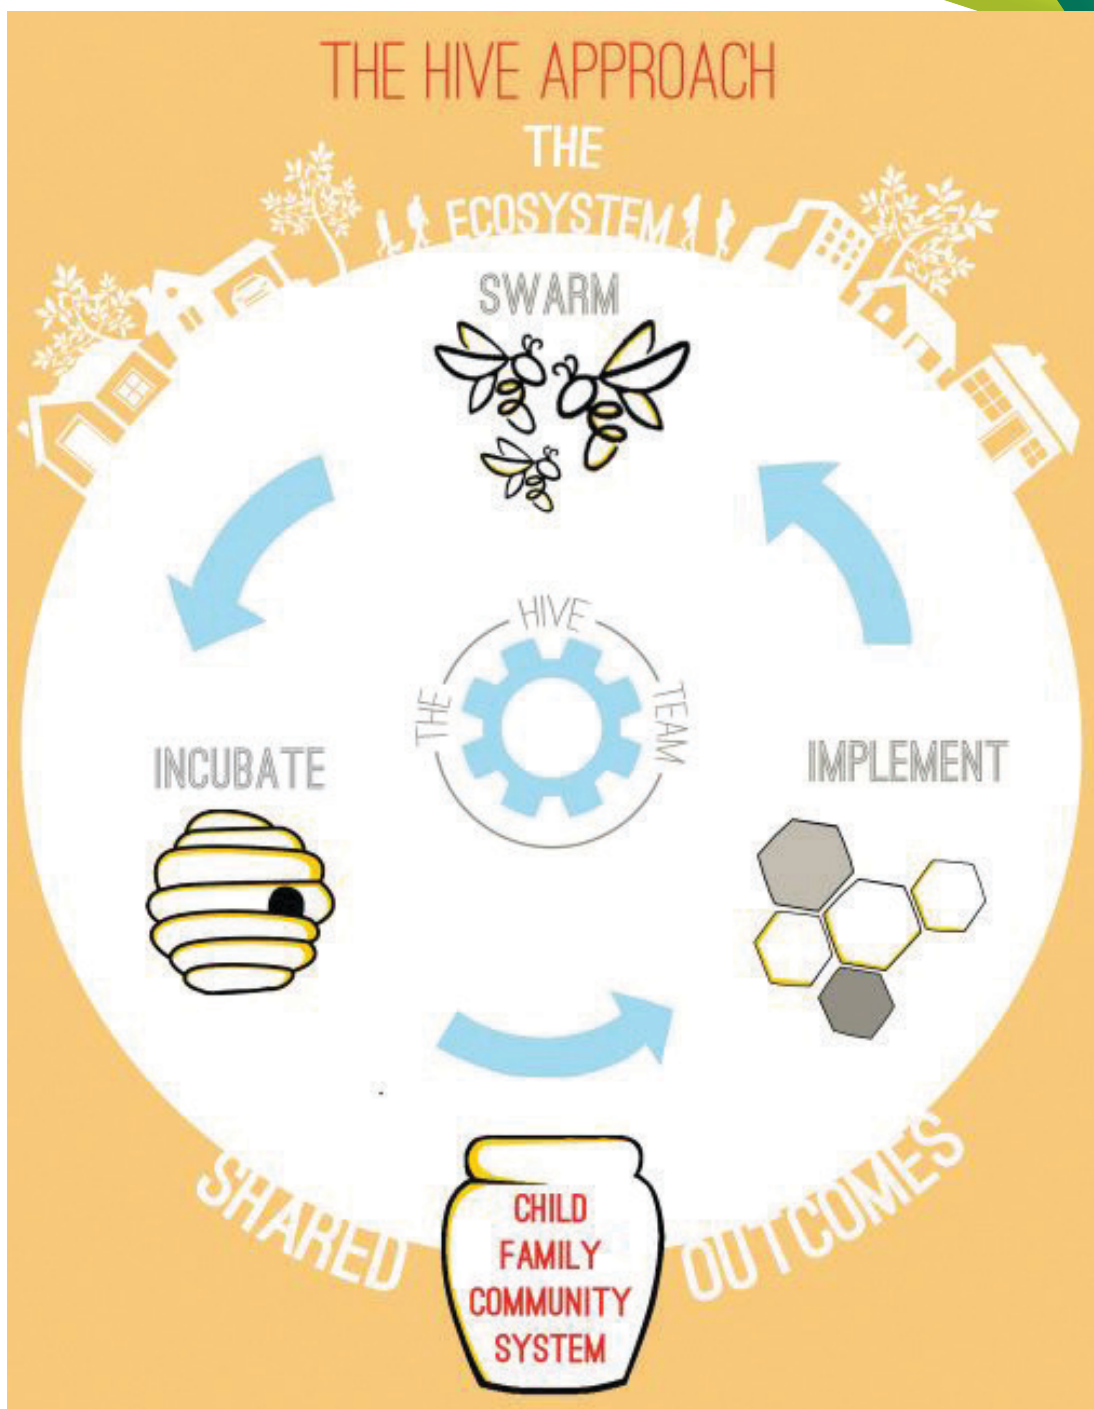 THE HIVE APPROACH
THE
ECOSYSTEM
SWARM
THE HIVE TEAM
INCUBATE
IMPLEMENT
SHARED
OUTCOMES
CHILD
FAMILY
COMMUNITY
SYSTEM